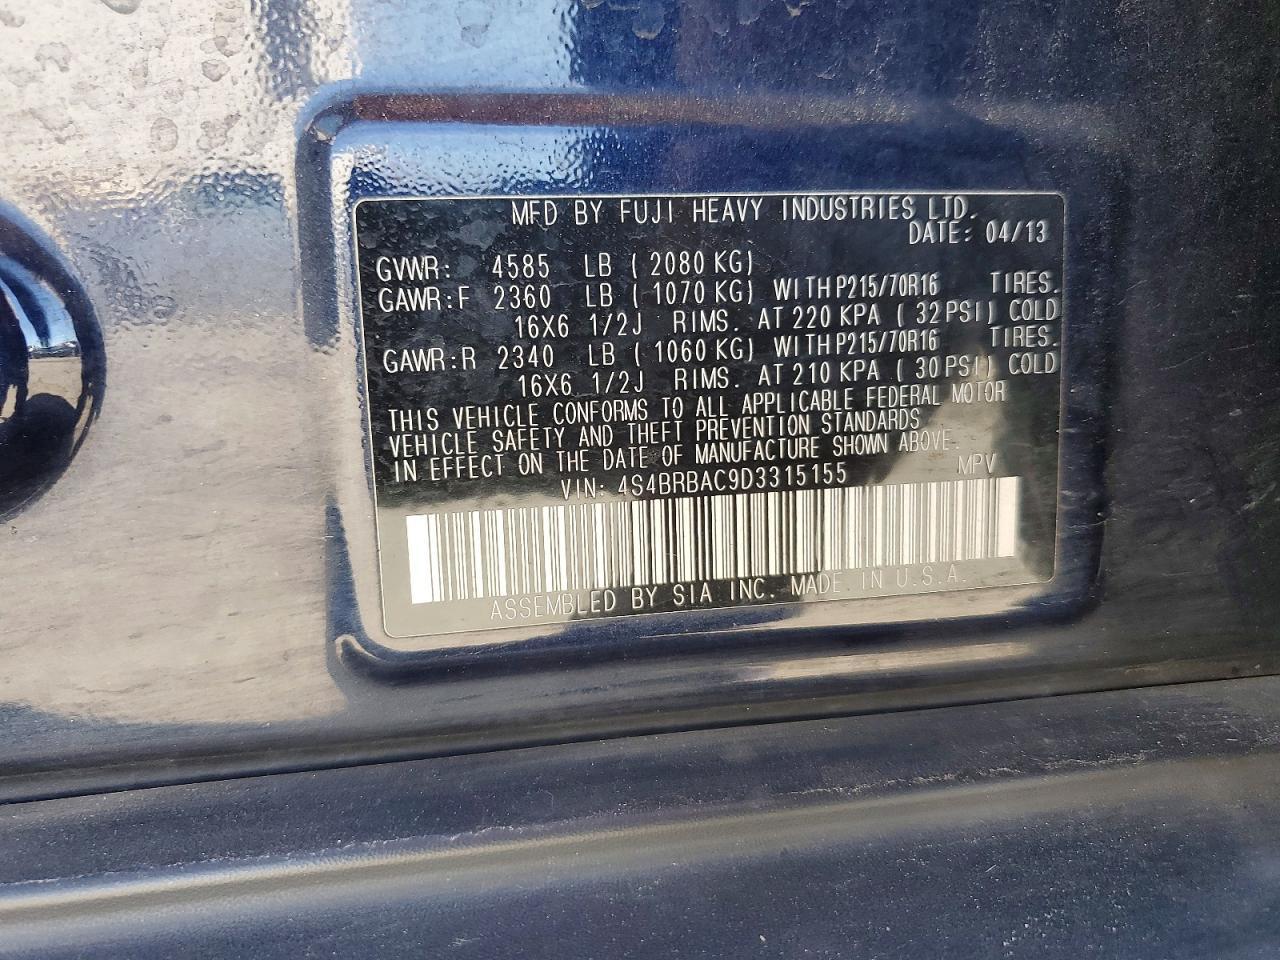 MFD BY FUJI HEAVY INDUSTRIES LTD.
DATE: 04/13
GVWR: 4585 LB ( 2080 KG)
GAWR:F 2360 LB ( 1070 KG) WITH P215/70R16 TIRES.
16X6 1/2J RIMS. AT 220 KPA ( 32 PSI) COLD
GAWR:R 2340 LB ( 1060 KG) WITH P215/70R16 TIRES.
16X6 1/2J RIMS. AT 210 KPA ( 30 PSI) COLD
THIS VEHICLE CONFORMS TO ALL APPLICABLE FEDERAL MOTOR
VEHICLE SAFETY AND THEFT PREVENTION STANDARDS
IN EFFECT ON THE DATE OF MANUFACTURE SHOWN ABOVE.
VIN: 4S4BRBAC9D3315155 MPV
ASSEMBLED BY SIA INC. MADE IN U.S.A.